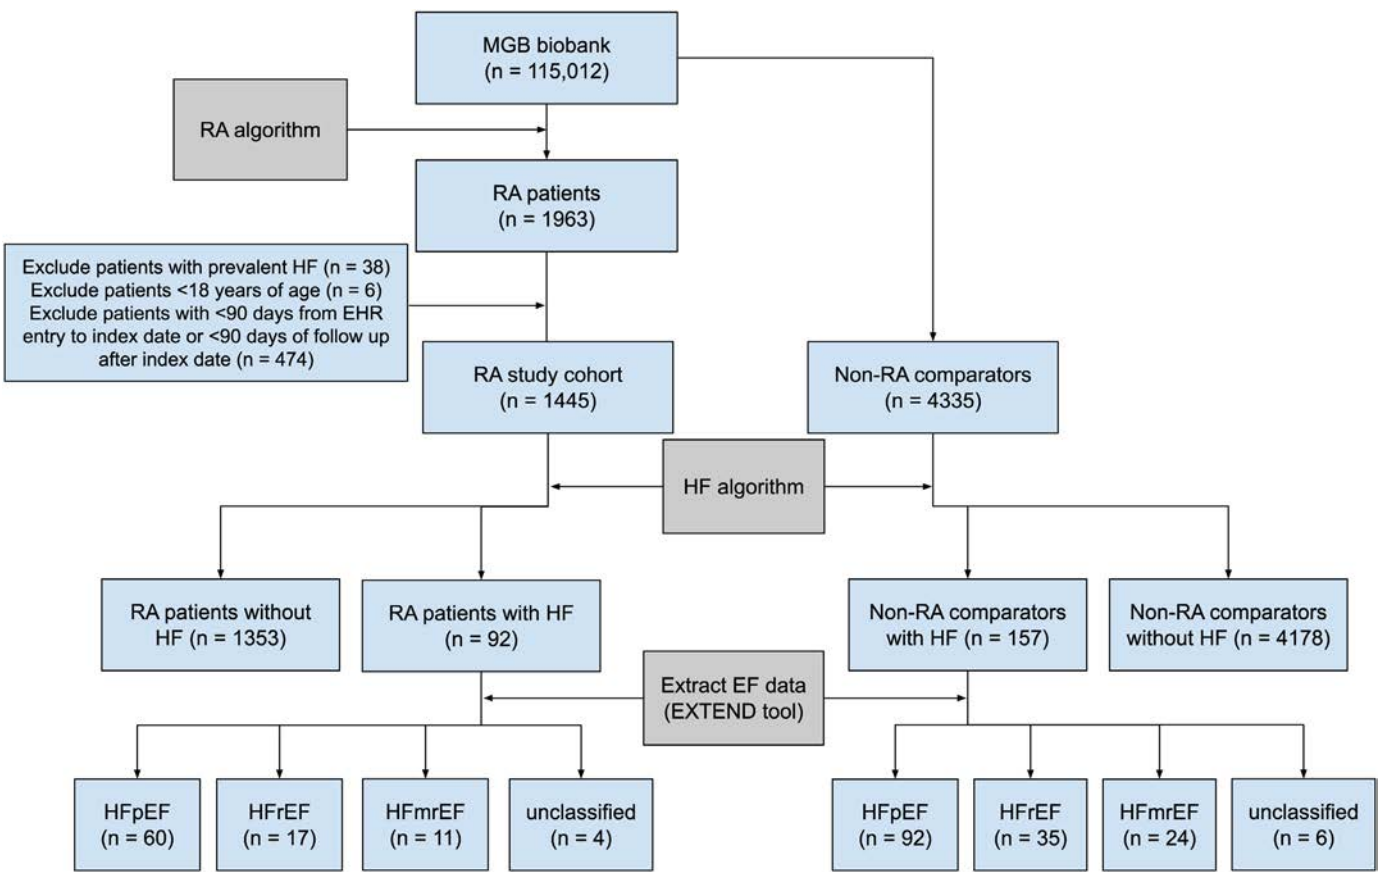 MGB biobank
(n = 115,012)
RA algorithm
RA patients
(n = 1963)
Exclude patients with prevalent HF (n = 38)
Exclude patients <18 years of age (n = 6)
Exclude patients with <90 days from EHR
entry to index date or <90 days of follow up
after index date (n = 474)
RA study cohort
(n = 1445)
Non-RA comparators
(n = 4335)
HF algorithm
RA patients without
HF (n = 1353)
RA patients with HF
(n = 92)
Non-RA comparators
with HF (n = 157)
Non-RA comparators
without HF (n = 4178)
Extract EF data
(EXTEND tool)
HFpEF
(n = 60)
HFrEF
(n = 17)
HFmrEF
(n = 11)
unclassified
(n = 4)
HFpEF
(n = 92)
HFrEF
(n = 35)
HFmrEF
(n = 24)
unclassified
(n = 6)